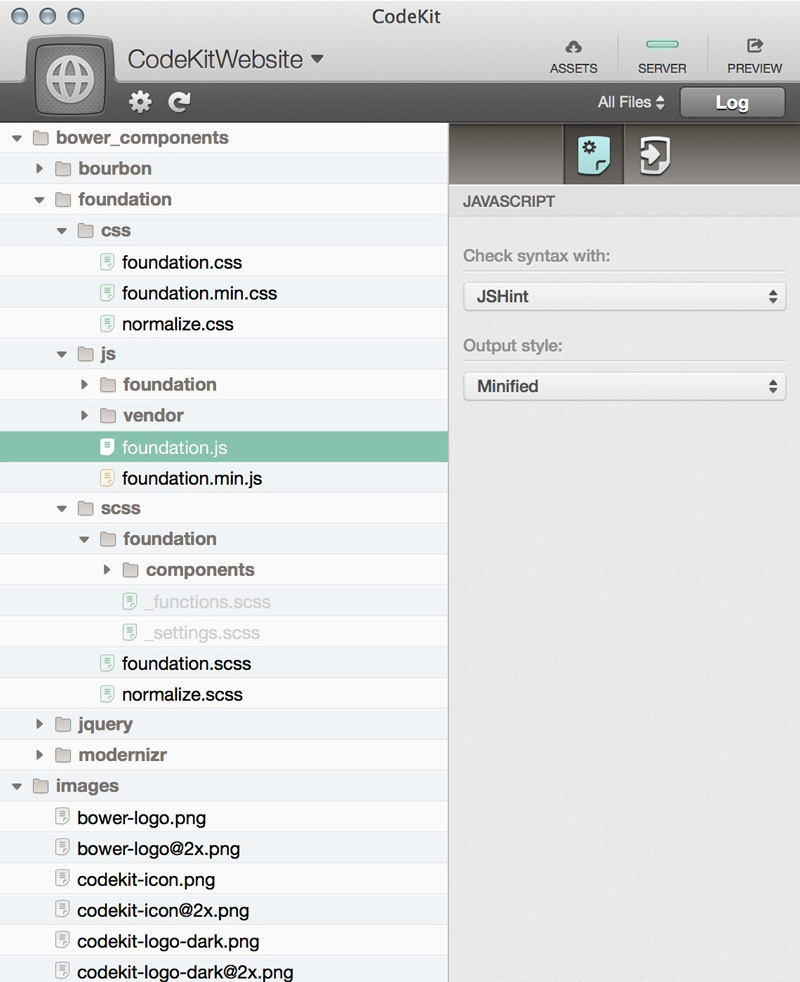 CodeKit
CodeKitWebsite
ASSETS
SERVER
PREVIEW
All Files
Log
bower_components
bourbon
foundation
css
foundation.css
foundation.min.css
normalize.css
js
foundation
vendor
foundation.js
foundation.min.js
scss
foundation
components
_functions.scss
_settings.scss
foundation.scss
normalize.scss
jquery
modernizr
images
bower-logo.png
bower-logo@2x.png
codekit-icon.png
codekit-icon@2x.png
codekit-logo-dark.png
codekit-logo-dark@2x.png
JAVASCRIPT
Check syntax with:
JSHint
Output style:
Minified